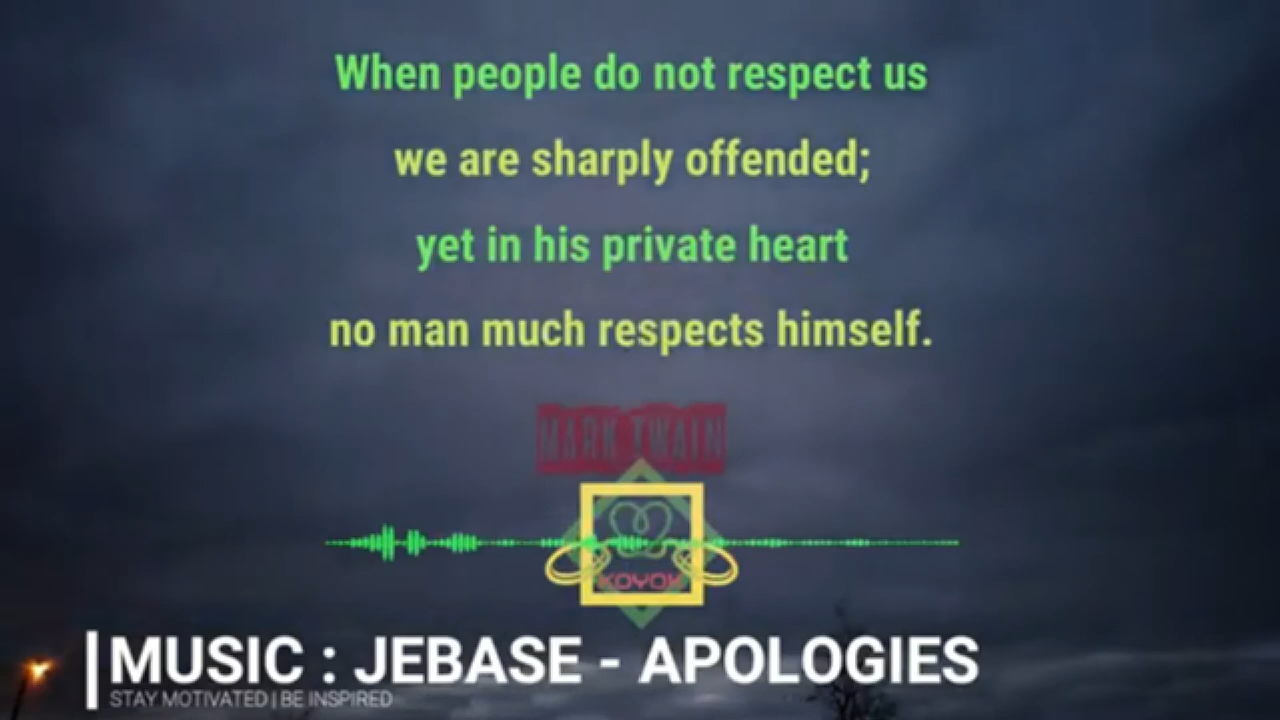 When people do not respect us
we are sharply offended;
yet in his private heart
no man much respects himself.
MARK TWAIN
KOYOK
MUSIC : JEBASE - APOLOGIES
STAY MOTIVATED | BE INSPIRED